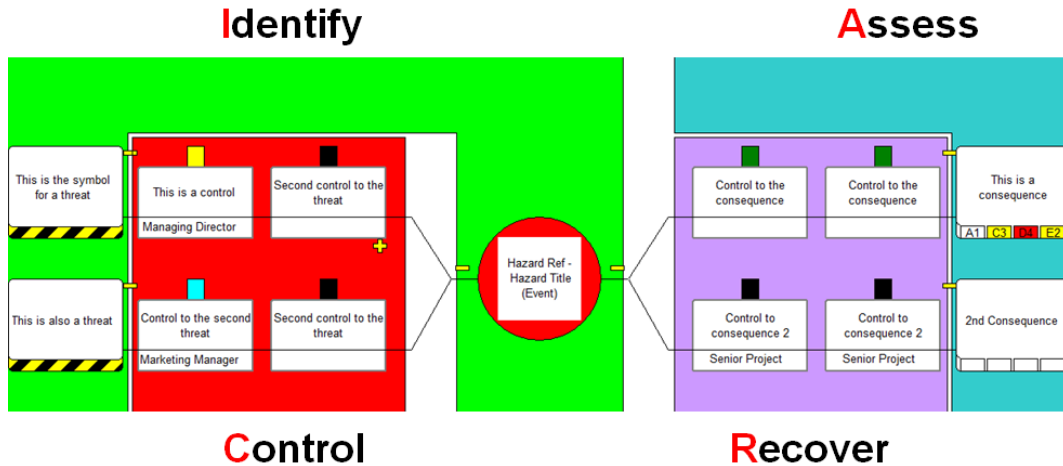 Identify
Assess
This is the symbol
for a threat
This is a control
Managing Director
Second control to the
threat
Control to the
consequence
Control to the
consequence
This is a
consequence
A1 C3 D4 E2
Hazard Ref -
Hazard Title
(Event)
This is also a threat
Control to the second
threat
Marketing Manager
Second control to the
threat
Control to
consequence 2
Senior Project
Control to
consequence 2
Senior Project
2nd Consequence
Control
Recover